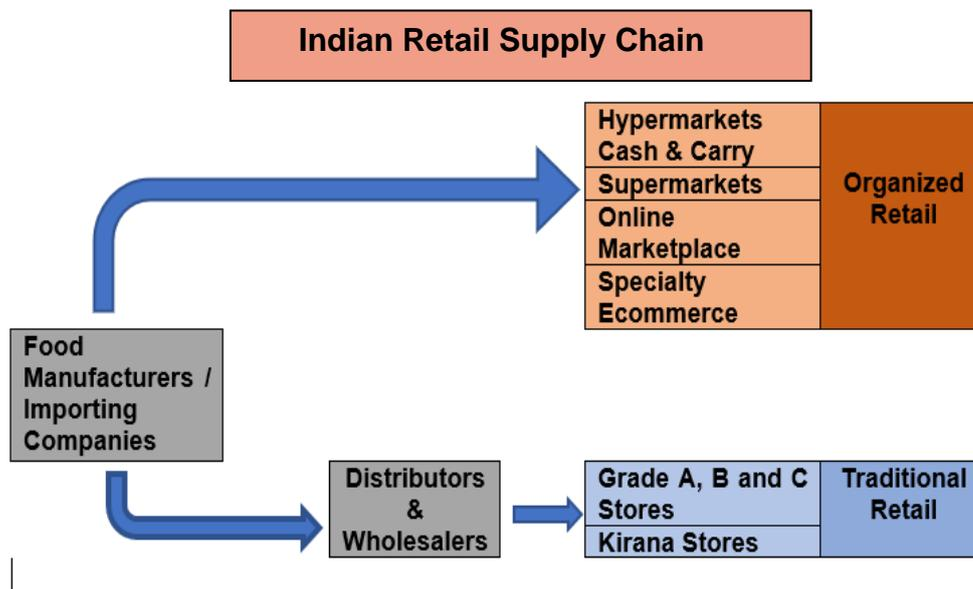 Indian Retail Supply Chain
Hypermarkets
Cash & Carry
Supermarkets
Online
Marketplace
Specialty
Ecommerce
Organized
Retail
Food
Manufacturers /
Importing
Companies
Distributors
&
Wholesalers
Grade A, B and C
Stores
Kirana Stores
Traditional
Retail